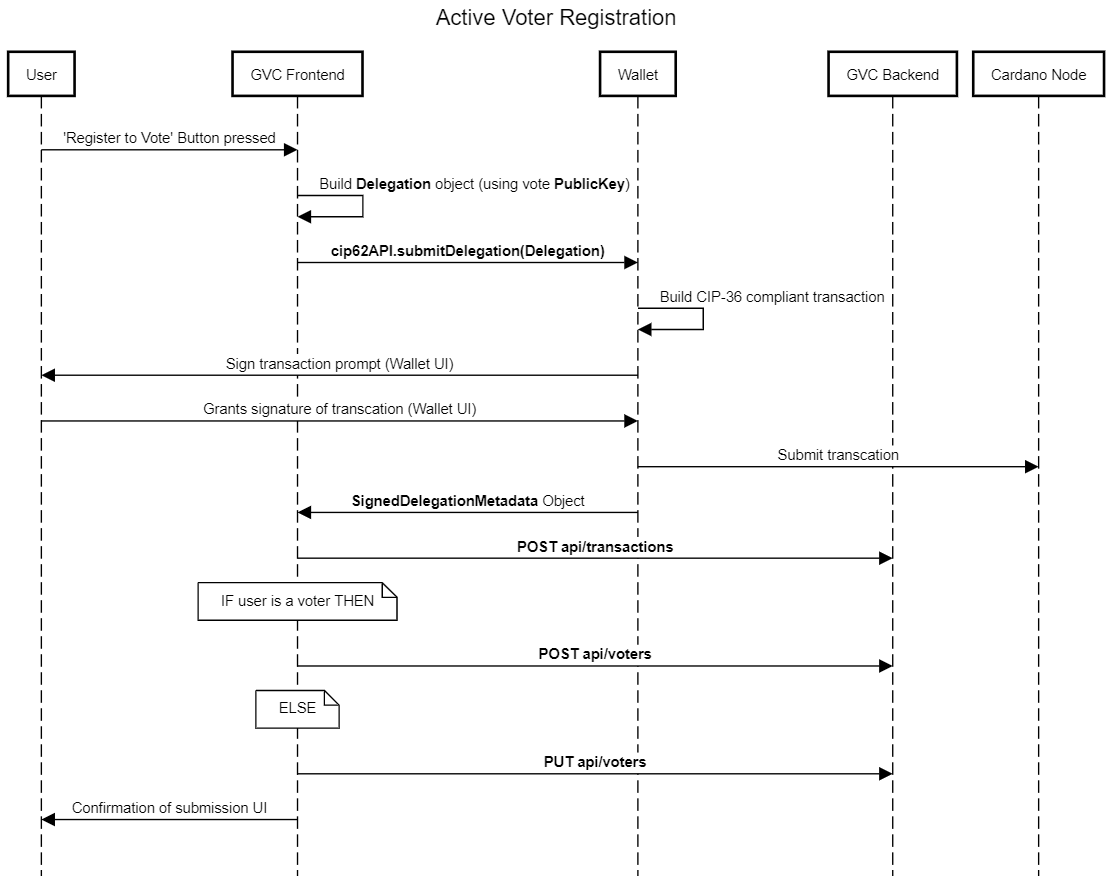 Active Voter Registration
User
GVC Frontend
Wallet
GVC Backend
Cardano Node
'Register to Vote' Button pressed
Build Delegation object (using vote PublicKey)
cip62API.submitDelegation(Delegation)
Build CIP-36 compliant transaction
Sign transaction prompt (Wallet UI)
Grants signature of transcation (Wallet UI)
Submit transcation
SignedDelegationMetadata Object
POST api/transactions
IF user is a voter THEN
POST api/voters
ELSE
PUT api/voters
Confirmation of submission UI